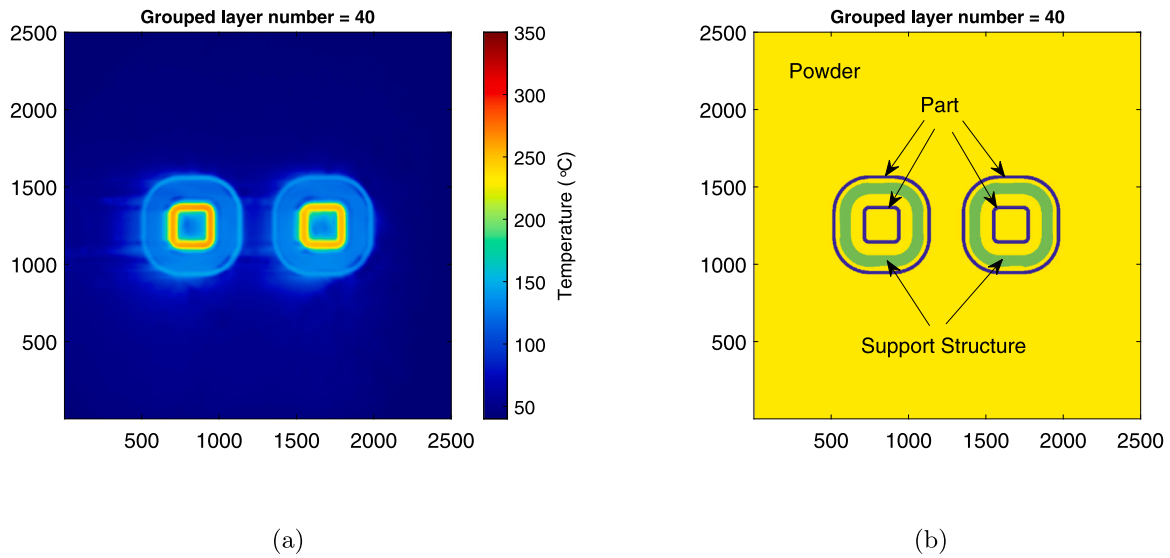 Grouped layer number = 40
2500
2000
1500
1000
500
500 1000 1500 2000 2500
350
300
250
200
150
100
50
Temperature (°C)
(a)
Grouped layer number = 40
2500
2000
1500
1000
500
500 1000 1500 2000 2500
Powder
Part
Support Structure
(b)